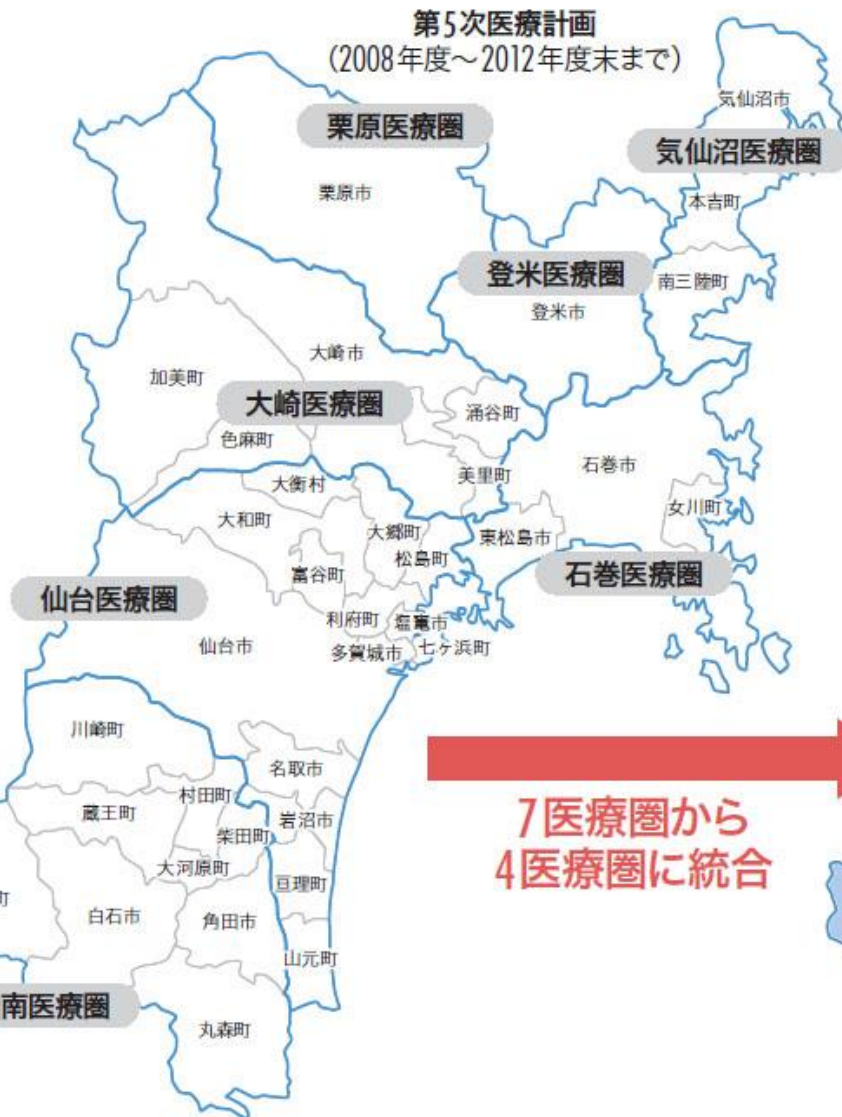 第5次医療計画
(2008年度～2012年度末まで)
気仙沼市
栗原医療圏
気仙沼医療圏
栗原市
本吉町
登米医療圏
南三陸町
登米市
大崎市
加美町
大崎医療圏
涌谷町
色麻町
石巻市
美里町
大衡村
女川町
大和町
大郷町
東松島市
松島町
富谷町
石巻医療圏
仙台医療圏
利府町
塩竈市
仙台市
多賀城市
七ヶ浜町
川崎町
名取市
村田町
蔵王町
岩沼市
柴田町
7医療圏から
4医療圏に統合
大河原町
亘理町
町
白石市
角田市
山元町
南医療圏
丸森町